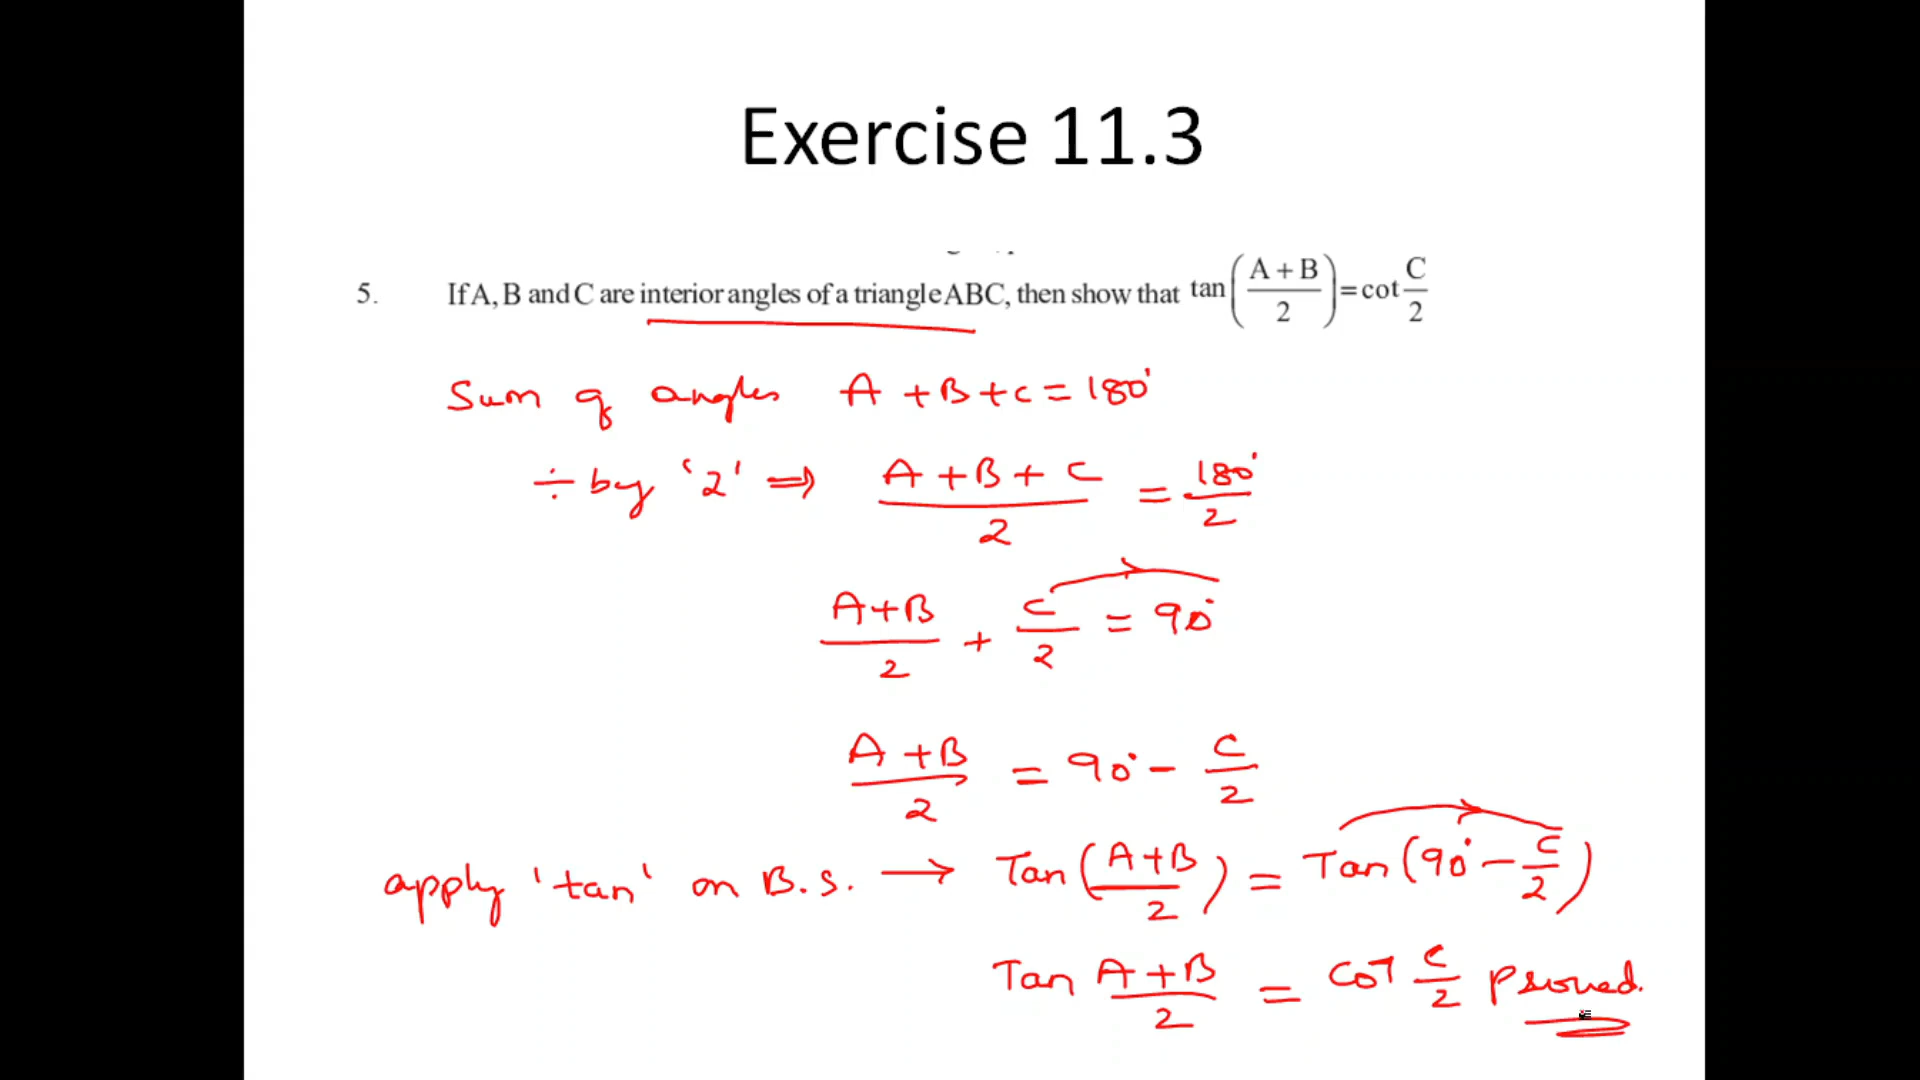 Exercise 11.3
5. If A, B and C are interior angles of a triangle ABC, then show that tan((A+B)/2)=cot C/2
Sum of angles A+B+C=180°
÷ by '2' ⇒ (A+B+C)/2 = 180°/2
(A+B)/2 + C/2 = 90°
(A+B)/2 = 90° - C/2
apply 'tan' on B.S. → Tan((A+B)/2) = Tan(90° - C/2)
Tan (A+B)/2 = cot C/2 proved.